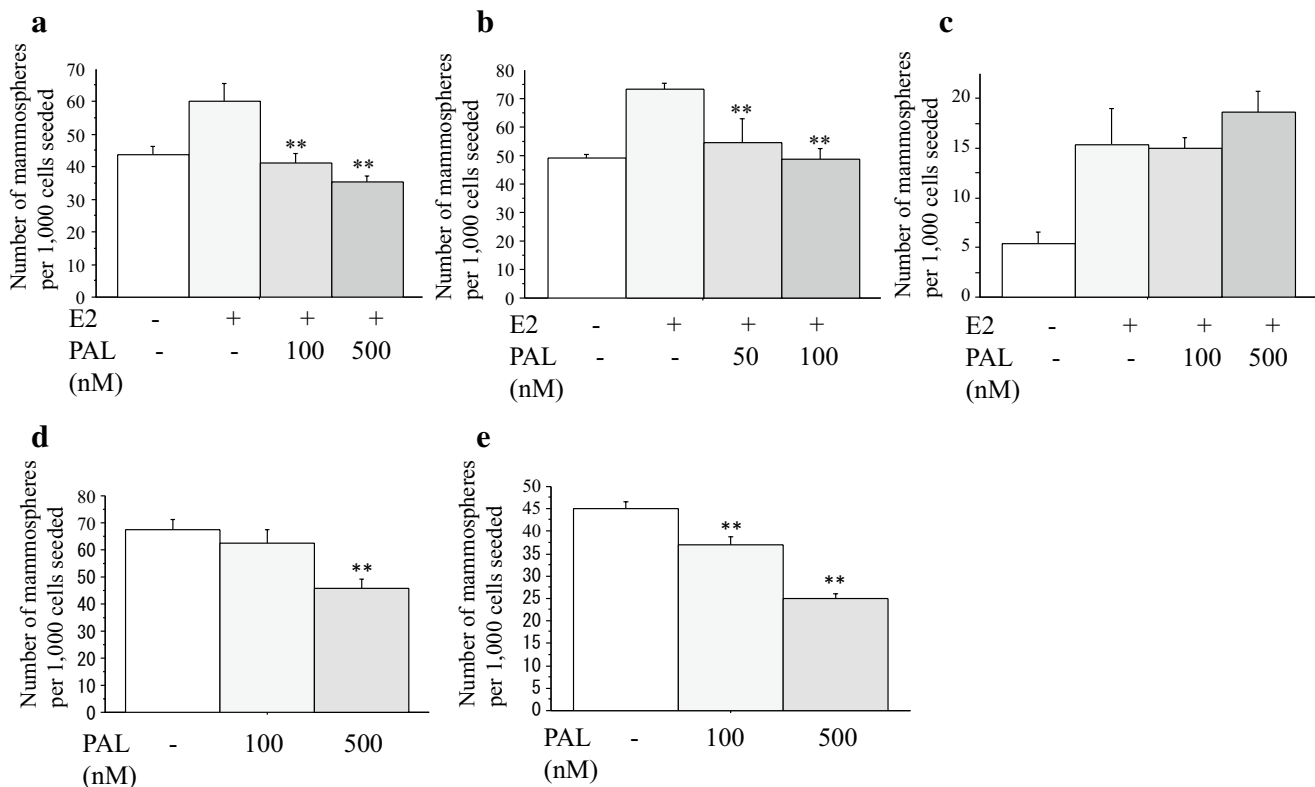 a
Number of mammospheres
per 1,000 cells seeded
70
60
50
40
30
20
10
0
**
**
E2 - + + +
PAL - - 100 500
(nM)
b
Number of mammospheres
per 1,000 cells seeded
80
70
60
50
40
30
20
10
0
**
**
E2 - + + +
PAL - - 50 100
(nM)
c
Number of mammospheres
per 1,000 cells seeded
20
15
10
5
0
E2 - + + +
PAL - - 100 500
(nM)
d
Number of mammospheres
per 1,000 cells seeded
80
70
60
50
40
30
20
10
0
**
PAL - 100 500
(nM)
e
Number of mammospheres
per 1,000 cells seeded
50
45
40
35
30
25
20
15
10
5
0
**
**
PAL - 100 500
(nM)